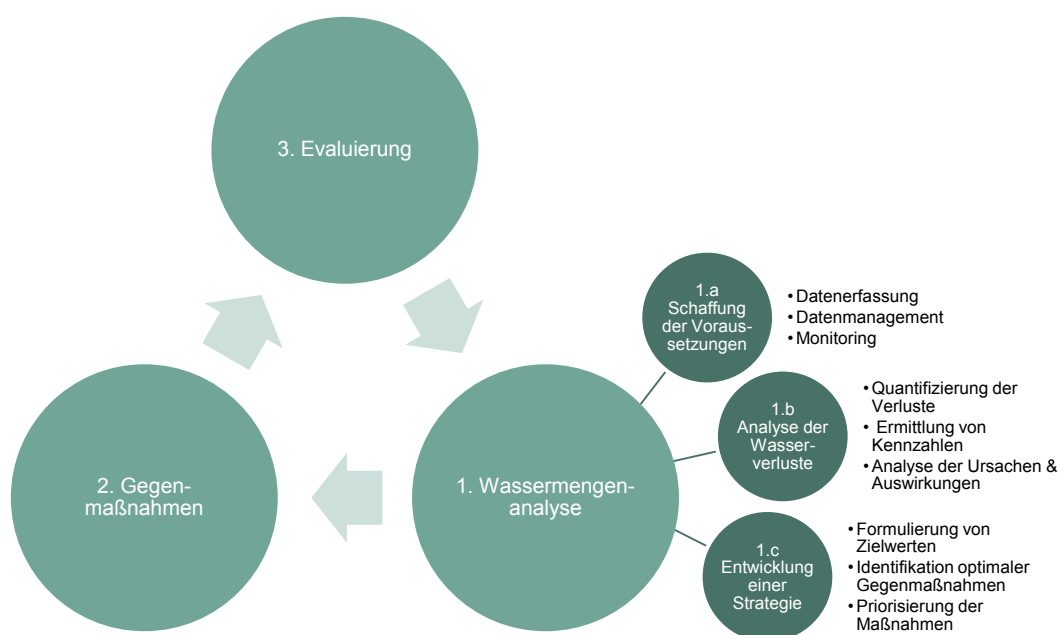 3. Evaluierung
1.a
Schaffung
der Voraus-
setzungen
• Datenerfassung
• Datenmanagement
• Monitoring
1.b
Analyse der
Wasser-
verluste
• Quantifizierung der
Verluste
• Ermittlung von
Kennzahlen
• Analyse der Ursachen &
Auswirkungen
2. Gegen-
maßnahmen
1. Wassermengen-
analyse
1.c
Entwicklung
einer
Strategie
• Formulierung von
Zielwerten
• Identifikation optimaler
Gegenmaßnahmen
• Priorisierung der
Maßnahmen